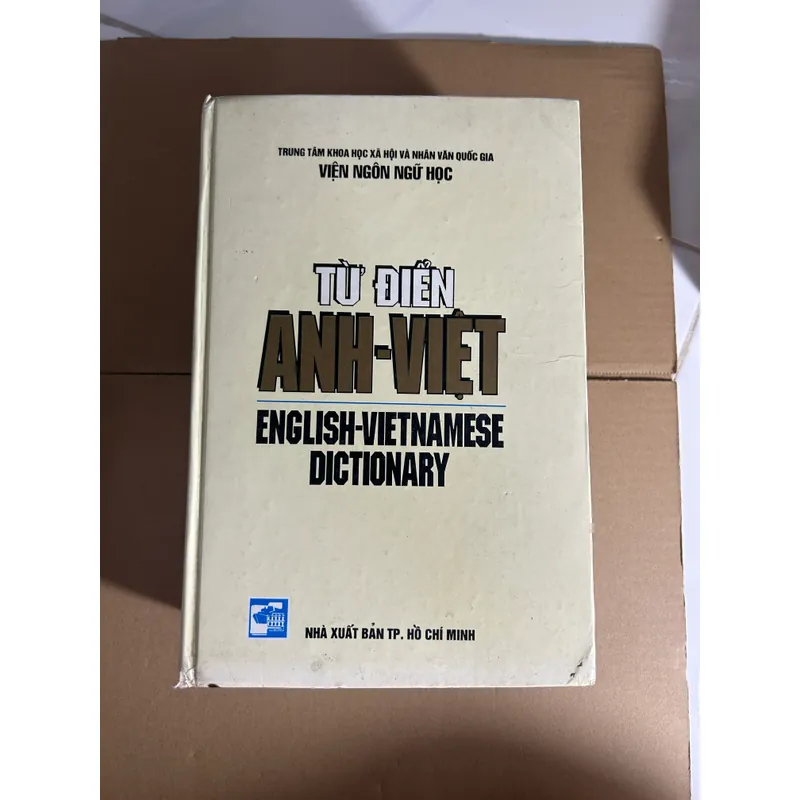 TRUNG TÂM KHOA HỌC XÃ HỘI VÀ NHÂN VĂN QUỐC GIA
VIỆN NGÔN NGỮ HỌC
TỪ ĐIỂN
ANH-VIỆT
ENGLISH-VIETNAMESE
DICTIONARY
NHÀ XUẤT BẢN TP. HỒ CHÍ MINH